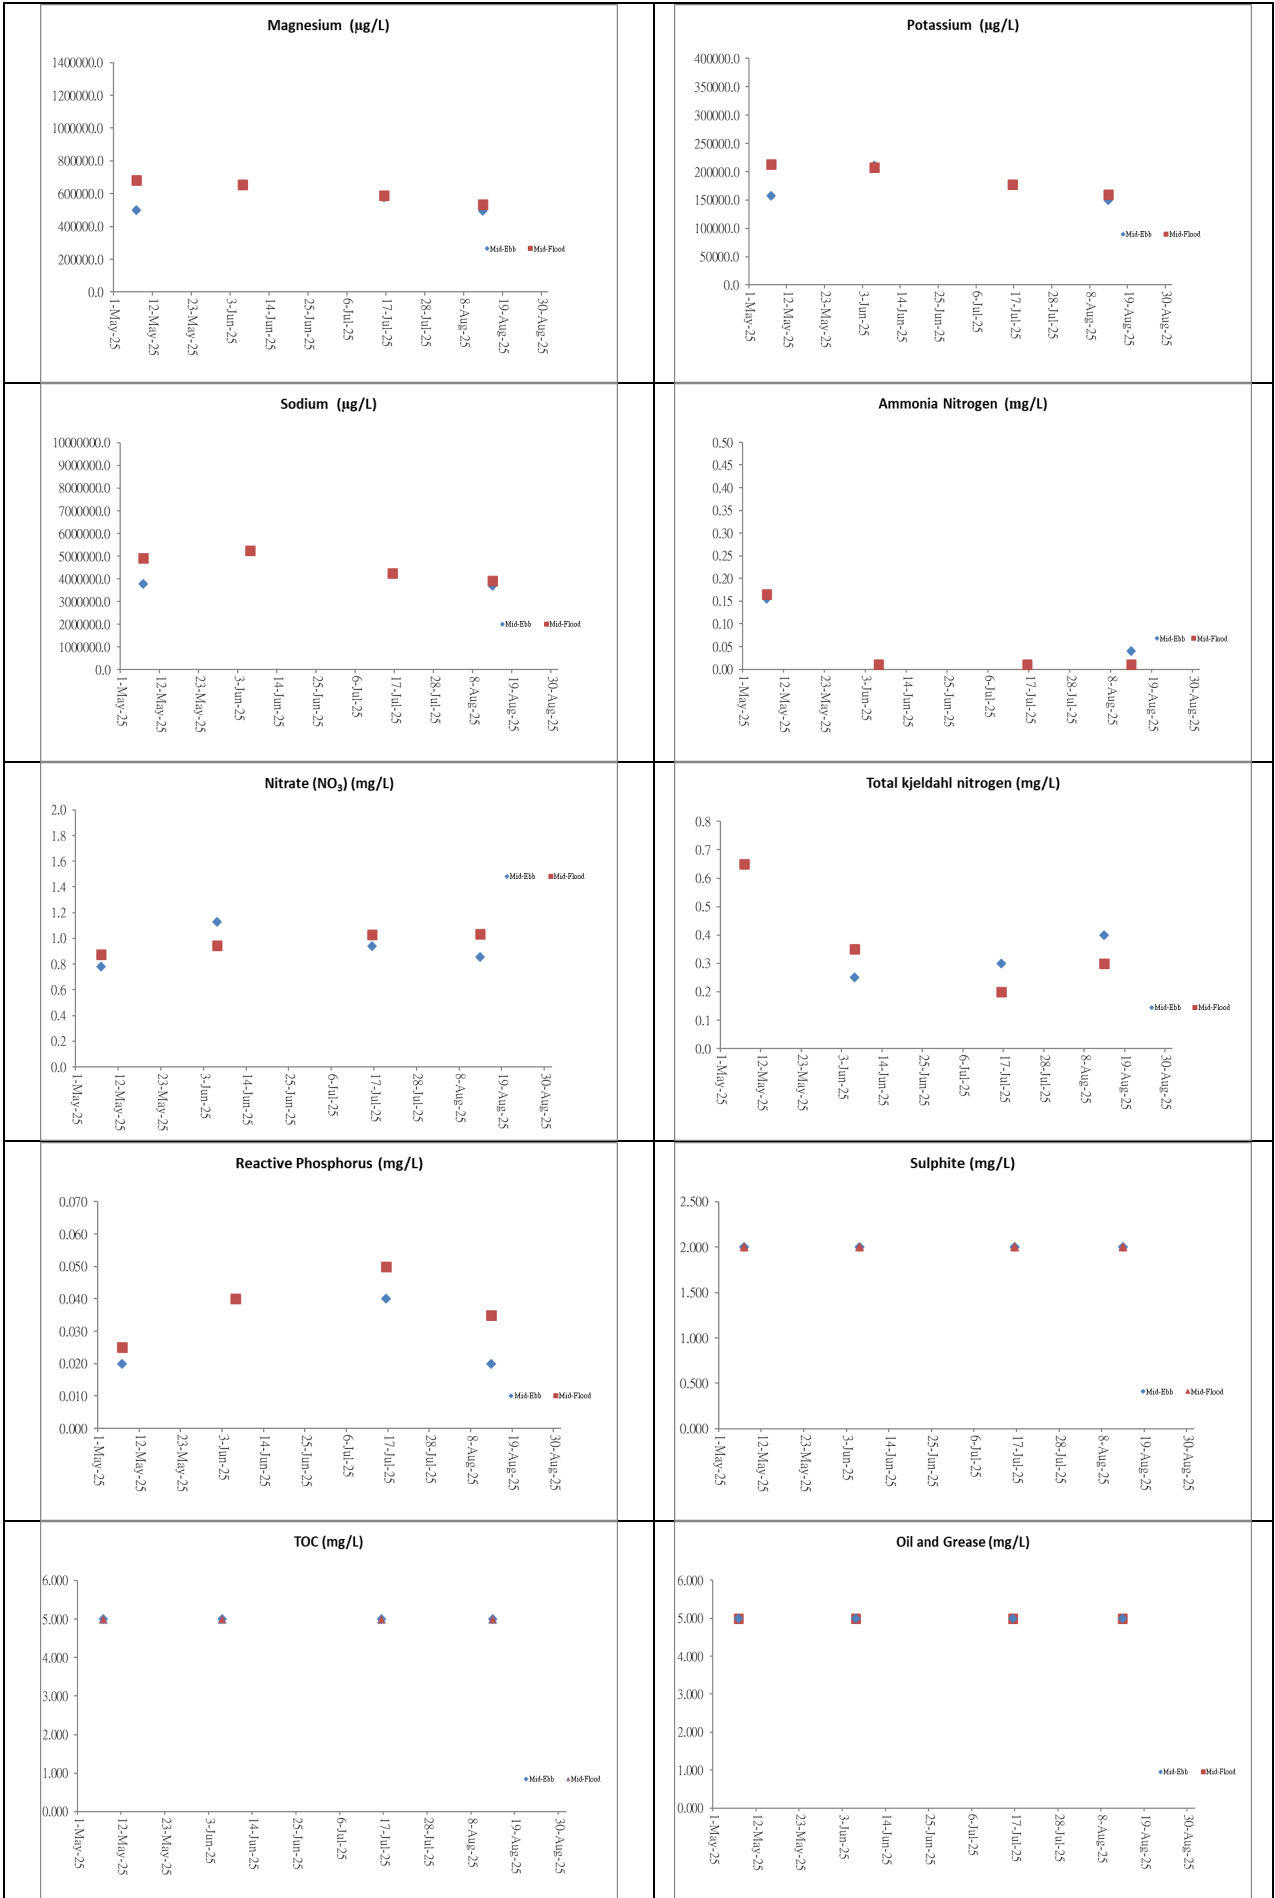 Magnesium (µg/L)
1400000.0
1200000.0
1000000.0
800000.0
600000.0
400000.0
200000.0
0.0
1-May-25
12-May-25
23-May-25
3-Jun-25
14-Jun-25
25-Jun-25
6-Jul-25
17-Jul-25
28-Jul-25
8-Aug-25
19-Aug-25
30-Aug-25
Mid-Ebb Mid-Flood
Potassium (µg/L)
400000.0
350000.0
300000.0
250000.0
200000.0
150000.0
100000.0
50000.0
0.0
1-May-25
12-May-25
23-May-25
3-Jun-25
14-Jun-25
25-Jun-25
6-Jul-25
17-Jul-25
28-Jul-25
8-Aug-25
19-Aug-25
30-Aug-25
Mid-Ebb Mid-Flood
Sodium (µg/L)
10000000.0
9000000.0
8000000.0
7000000.0
6000000.0
5000000.0
4000000.0
3000000.0
2000000.0
1000000.0
0.0
1-May-25
12-May-25
23-May-25
3-Jun-25
14-Jun-25
25-Jun-25
6-Jul-25
17-Jul-25
28-Jul-25
8-Aug-25
19-Aug-25
30-Aug-25
Mid-Ebb Mid-Flood
Ammonia Nitrogen (mg/L)
0.50
0.45
0.40
0.35
0.30
0.25
0.20
0.15
0.10
0.05
0.00
1-May-25
12-May-25
23-May-25
3-Jun-25
14-Jun-25
25-Jun-25
6-Jul-25
17-Jul-25
28-Jul-25
8-Aug-25
19-Aug-25
30-Aug-25
Mid-Ebb Mid-Flood
Nitrate (NO₃) (mg/L)
2.0
1.8
1.6
1.4
1.2
1.0
0.8
0.6
0.4
0.2
0.0
1-May-25
12-May-25
23-May-25
3-Jun-25
14-Jun-25
25-Jun-25
6-Jul-25
17-Jul-25
28-Jul-25
8-Aug-25
19-Aug-25
30-Aug-25
Mid-Ebb Mid-Flood
Total kjeldahl nitrogen (mg/L)
0.8
0.7
0.6
0.5
0.4
0.3
0.2
0.1
0.0
1-May-25
12-May-25
23-May-25
3-Jun-25
14-Jun-25
25-Jun-25
6-Jul-25
17-Jul-25
28-Jul-25
8-Aug-25
19-Aug-25
30-Aug-25
Mid-Ebb Mid-Flood
Reactive Phosphorus (mg/L)
0.070
0.060
0.050
0.040
0.030
0.020
0.010
0.000
1-May-25
12-May-25
23-May-25
3-Jun-25
14-Jun-25
25-Jun-25
6-Jul-25
17-Jul-25
28-Jul-25
8-Aug-25
19-Aug-25
30-Aug-25
Mid-Ebb Mid-Flood
Sulphite (mg/L)
2.500
2.000
1.500
1.000
0.500
0.000
1-May-25
12-May-25
23-May-25
3-Jun-25
14-Jun-25
25-Jun-25
6-Jul-25
17-Jul-25
28-Jul-25
8-Aug-25
19-Aug-25
30-Aug-25
Mid-Ebb Mid-Flood
TOC (mg/L)
6.000
5.000
4.000
3.000
2.000
1.000
0.000
1-May-25
12-May-25
23-May-25
3-Jun-25
14-Jun-25
25-Jun-25
6-Jul-25
17-Jul-25
28-Jul-25
8-Aug-25
19-Aug-25
30-Aug-25
Mid-Ebb Mid-Flood
Oil and Grease (mg/L)
6.000
5.000
4.000
3.000
2.000
1.000
0.000
1-May-25
12-May-25
23-May-25
3-Jun-25
14-Jun-25
25-Jun-25
6-Jul-25
17-Jul-25
28-Jul-25
8-Aug-25
19-Aug-25
30-Aug-25
Mid-Ebb Mid-Flood